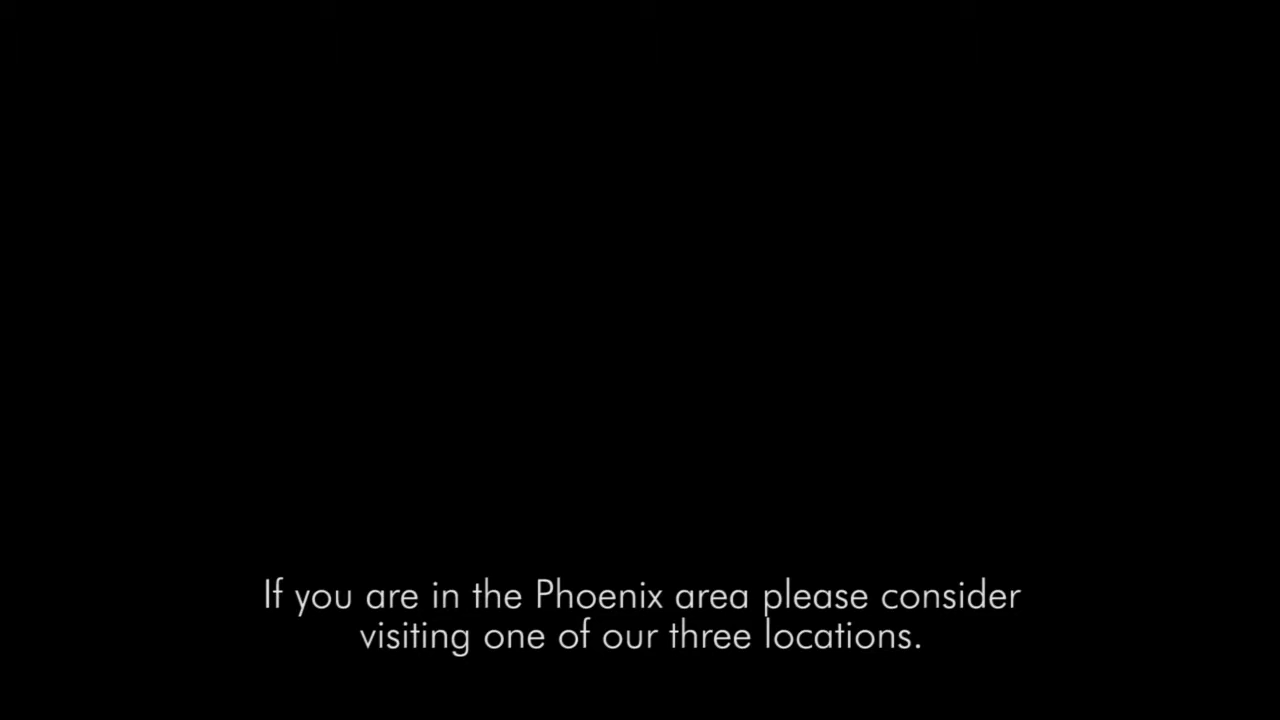 If you are in the Phoenix area please consider
visiting one of our three locations.